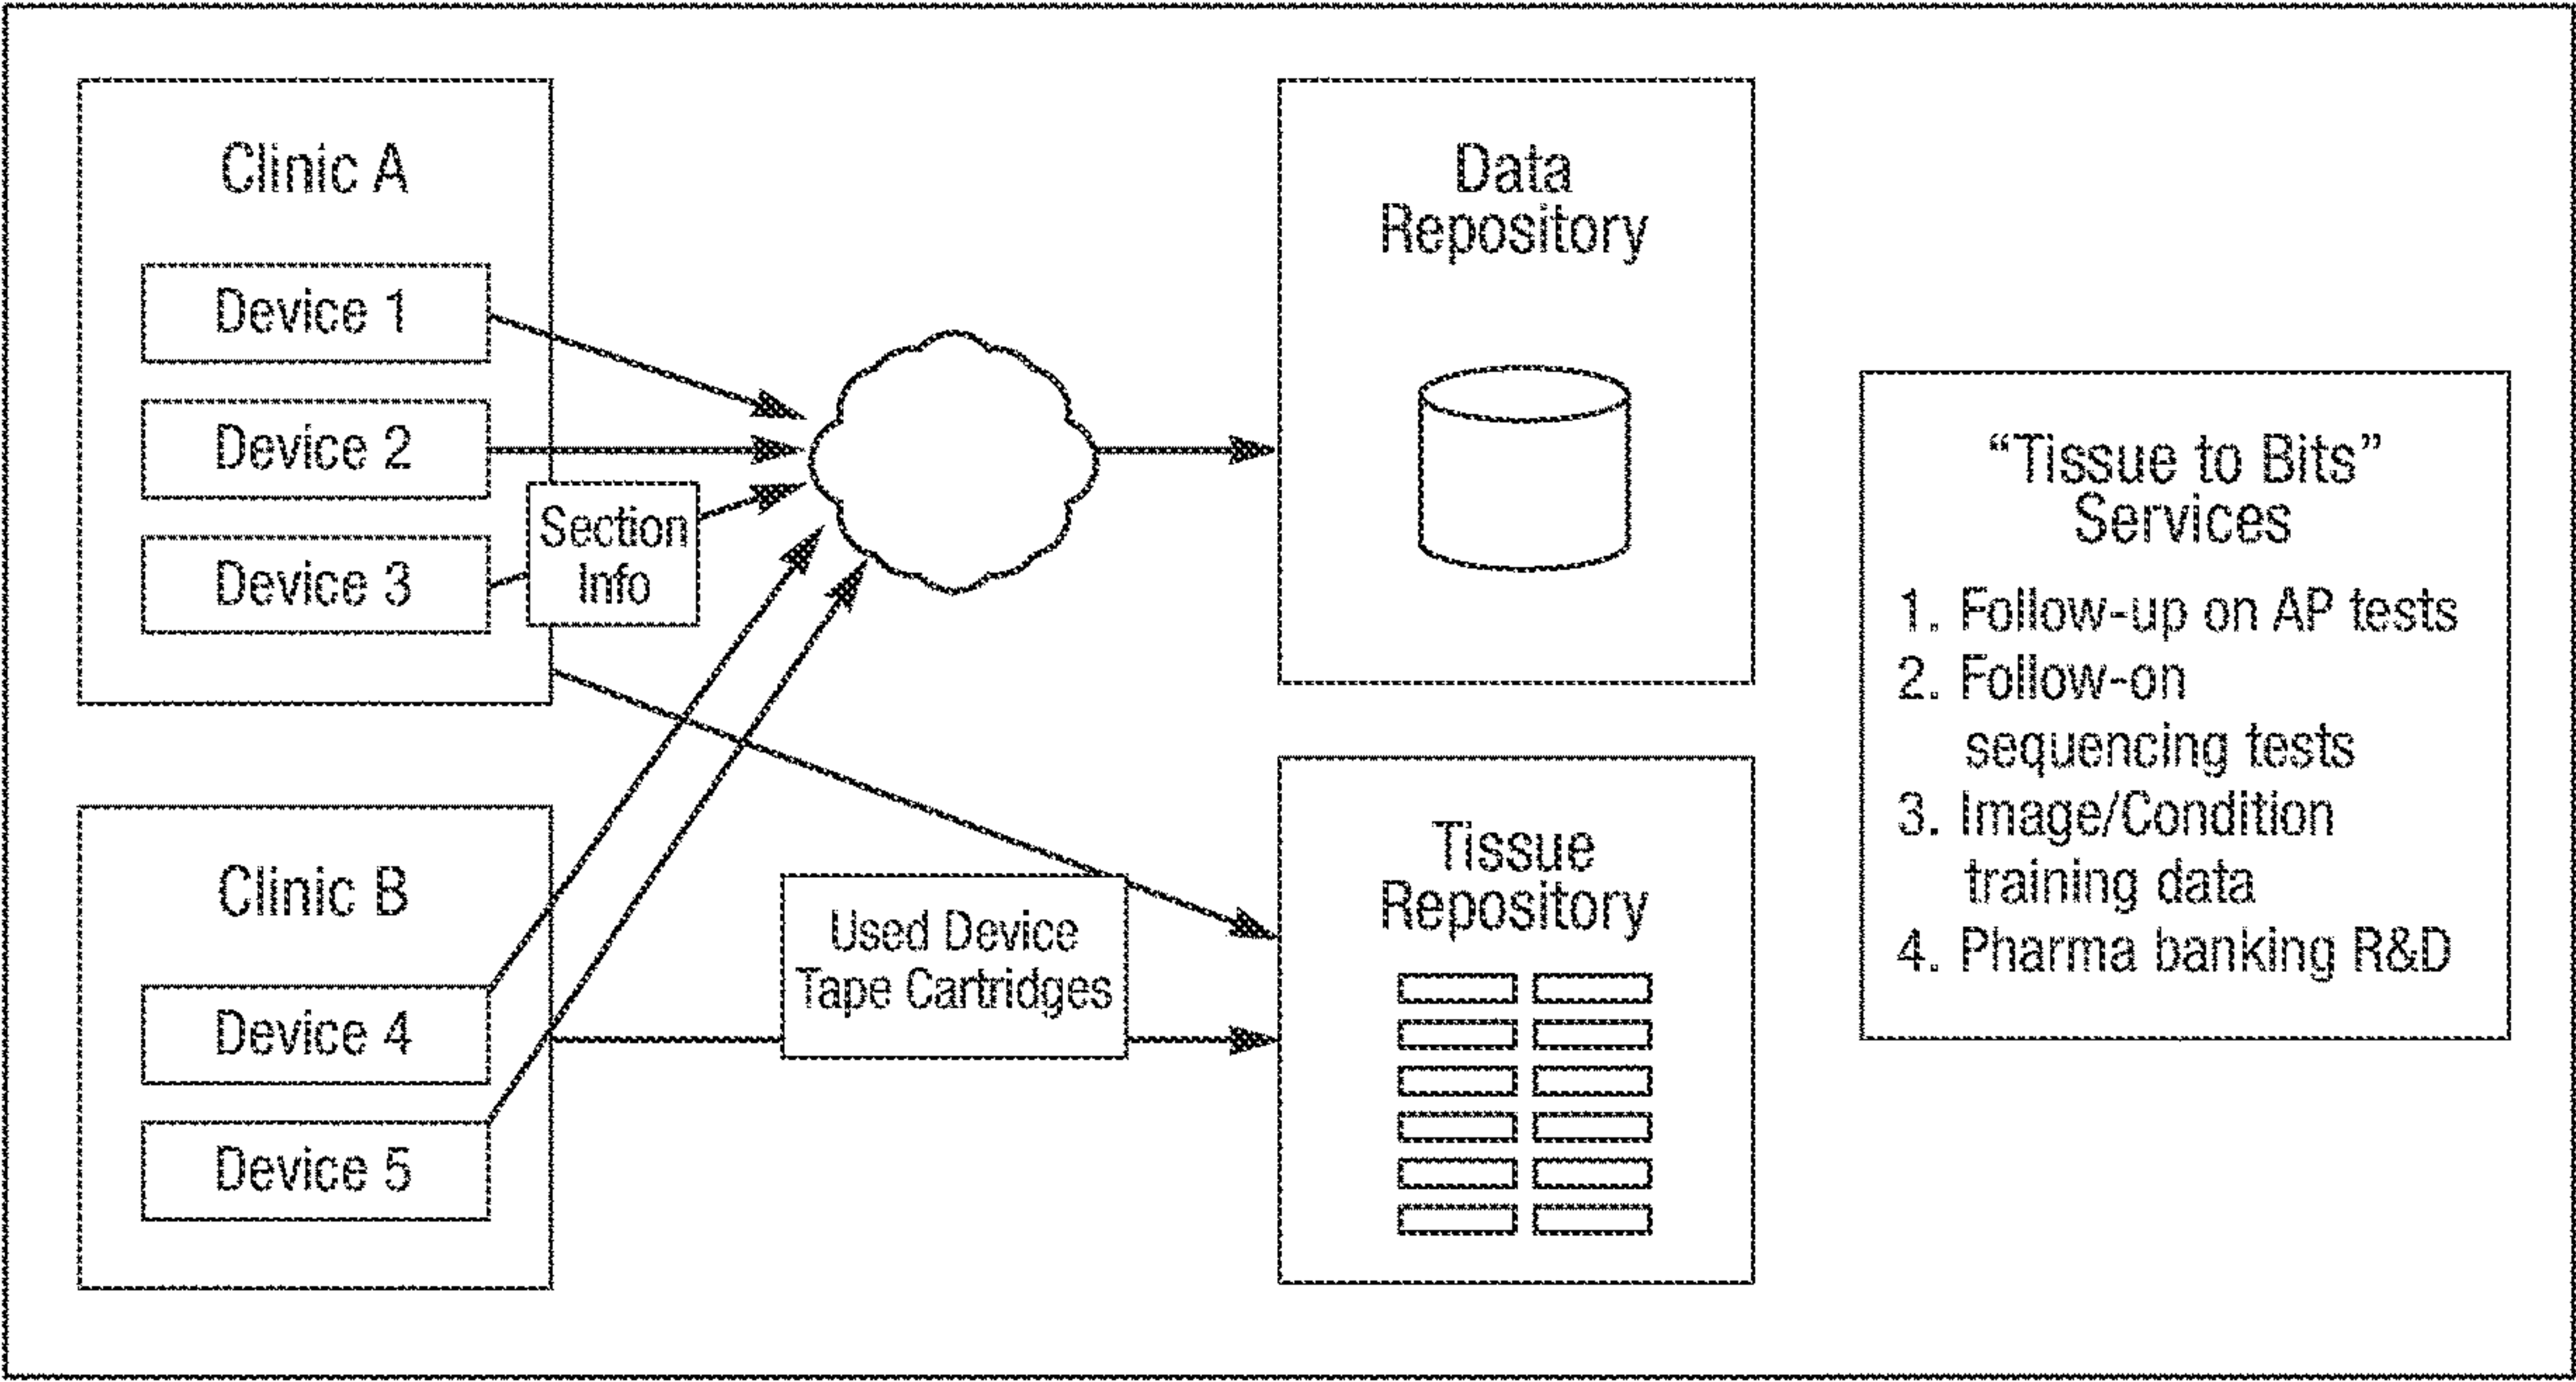 Clinic A
Device 1
Device 2
Device 3
Section
Info
Clinic B
Device 4
Device 5
Used Device
Tape Cartridges
Data
Repository
Tissue
Repository
“Tissue to Bits”
Services
1. Follow-up on AP tests
2. Follow-on
sequencing tests
3. Image/Condition
training data
4. Pharma banking R&D